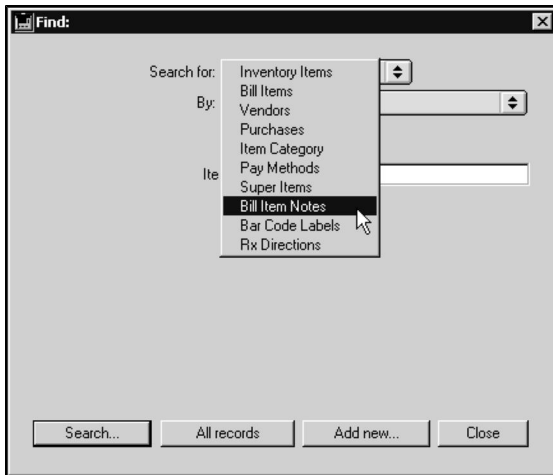 Find:
Search for:
Inventory Items
Bill Items
By:
Vendors
Purchases
Item Category
Pay Methods
Ite
Super Items
Bill Item Notes
Bar Code Labels
Rx Directions
Search... All records Add new... Close